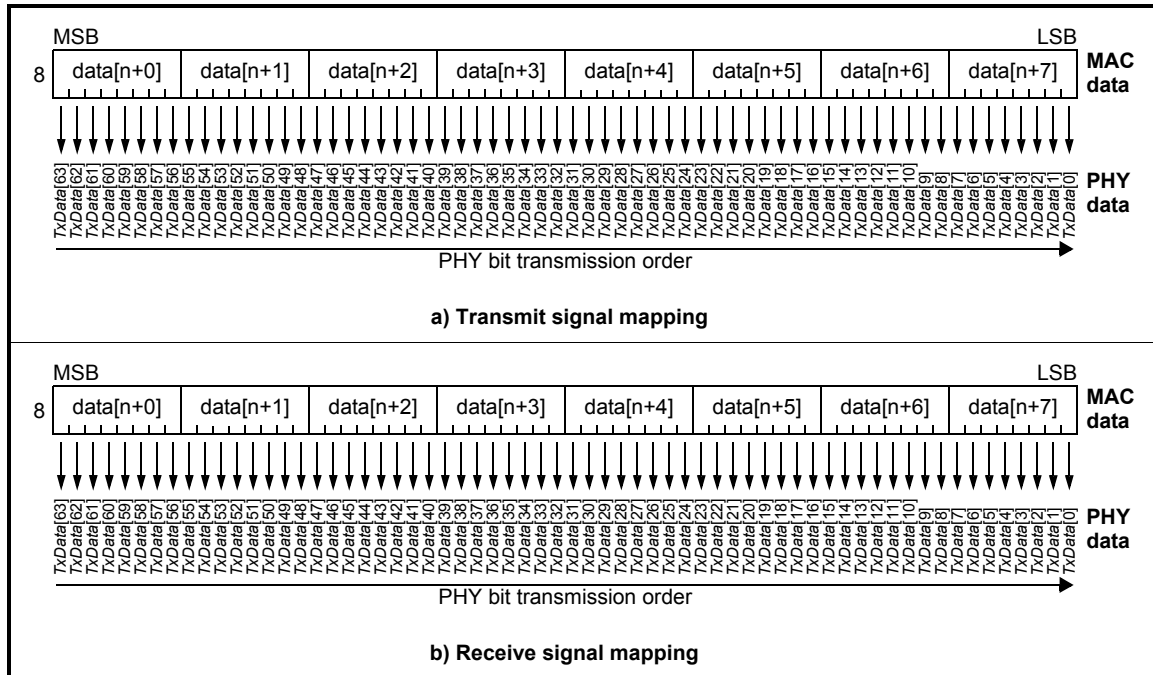 MSB LSB
8 data[n+0] data[n+1] data[n+2] data[n+3] data[n+4] data[n+5] data[n+6] data[n+7] MAC data
TxData[63] TxData[62] TxData[61] TxData[60] TxData[59] TxData[58] TxData[57] TxData[56] TxData[55] TxData[54] TxData[53] TxData[52] TxData[51] TxData[50] TxData[49] TxData[48] TxData[47] TxData[46] TxData[45] TxData[44] TxData[43] TxData[42] TxData[41] TxData[40] TxData[39] TxData[38] TxData[37] TxData[36] TxData[35] TxData[34] TxData[33] TxData[32] TxData[31] TxData[30] TxData[29] TxData[28] TxData[27] TxData[26] TxData[25] TxData[24] TxData[23] TxData[22] TxData[21] TxData[20] TxData[19] TxData[18] TxData[17] TxData[16] TxData[15] TxData[14] TxData[13] TxData[12] TxData[11] TxData[10] TxData[9] TxData[8] TxData[7] TxData[6] TxData[5] TxData[4] TxData[3] TxData[2] TxData[1] TxData[0] PHY data
PHY bit transmission order
a) Transmit signal mapping
MSB LSB
8 data[n+0] data[n+1] data[n+2] data[n+3] data[n+4] data[n+5] data[n+6] data[n+7] MAC data
TxData[63] TxData[62] TxData[61] TxData[60] TxData[59] TxData[58] TxData[57] TxData[56] TxData[55] TxData[54] TxData[53] TxData[52] TxData[51] TxData[50] TxData[49] TxData[48] TxData[47] TxData[46] TxData[45] TxData[44] TxData[43] TxData[42] TxData[41] TxData[40] TxData[39] TxData[38] TxData[37] TxData[36] TxData[35] TxData[34] TxData[33] TxData[32] TxData[31] TxData[30] TxData[29] TxData[28] TxData[27] TxData[26] TxData[25] TxData[24] TxData[23] TxData[22] TxData[21] TxData[20] TxData[19] TxData[18] TxData[17] TxData[16] TxData[15] TxData[14] TxData[13] TxData[12] TxData[11] TxData[10] TxData[9] TxData[8] TxData[7] TxData[6] TxData[5] TxData[4] TxData[3] TxData[2] TxData[1] TxData[0] PHY data
PHY bit transmission order
b) Receive signal mapping